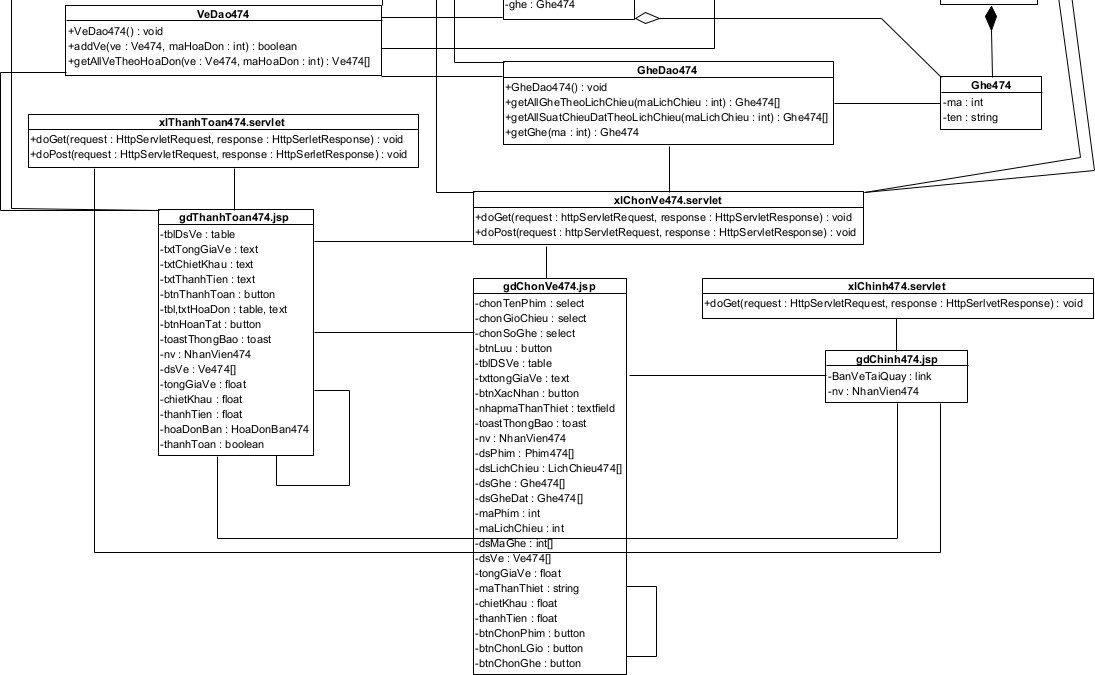 -ghe : Ghe474
VeDao474
+VeDao474() : void
+addVe(ve : Ve474, maHoaDon : int) : boolean
+getAllVeTheoHoaDon(ve : Ve474, maHoaDon : int) : Ve474[]
GheDao474
+GheDao474() : void
+getAllGheTheoLichChieu(maLichChieu : int) : Ghe474[]
+getAllSuatChieuDatTheoLichChieu(maLichChieu : int) : Ghe474[]
+getGhe(ma : int) : Ghe474
Ghe474
-ma : int
-ten : string
xlThanhToan474.servlet
+doGet(request : HttpServletRequest, response : HttpSerletResponse) : void
+doPost(request : HttpServletRequest, response : HttpSerletResponse) : void
xlChonVe474.servlet
+doGet(request : httpServletRequest, response : HttpServletResponse) : void
+doPost(request : httpServletRequest, response : HttpServletResponse) : void
gdThanhToan474.jsp
-tblDsVe : table
-txtTongGiaVe : text
-txtChietKhau : text
-txtThanhTien : text
-btnThanhToan : button
-tbl,txtHoaDon : table, text
-btnHoanTat : button
-toastThongBao : toast
-nv : NhanVien474
-dsVe : Ve474[]
-tongGiaVe : float
-chietKhau : float
-thanhTien : float
-hoaDonBan : HoaDonBan474
-thanhToan : boolean
gdChonVe474.jsp
-chonTenPhim : select
-chonGioChieu : select
-chonSoGhe : select
-btnLuu : button
-tblDSVe : table
-txttongGiaVe : text
-btnXacNhan : button
-nhapmaThanThiet : textfield
-toastThongBao : toast
-nv : NhanVien474
-dsPhim : Phim474[]
-dsLichChieu : LichChieu474[]
-dsGhe : Ghe474[]
-dsGheDat : Ghe474[]
-maPhim : int
-maLichChieu : int
-dsMaGhe : int[]
-dsVe : Ve474[]
-tongGiaVe : float
-maThanThiet : string
-chietKhau : float
-thanhTien : float
-btnChonPhim : button
-btnChonLGio : button
-btnChonGhe : button
xlChinh474.servlet
+doGet(request : HttpServletRequest, response : HttpSerlvetResponse) : void
gdChinh474.jsp
-BanVeTaiQuay : link
-nv : NhanVien474